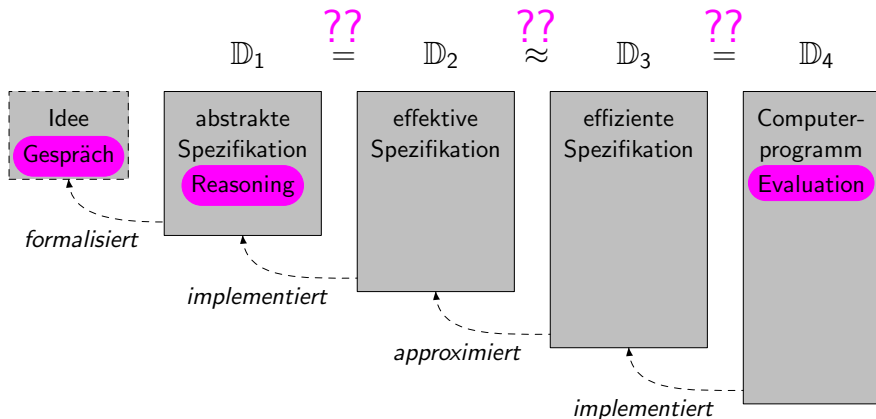 ?? ?? ??
𝔻₁ = 𝔻₂ ≈ 𝔻₃ = 𝔻₄
Idee
Gespräch
abstrakte
Spezifikation
Reasoning
effektive
Spezifikation
effiziente
Spezifikation
Computer-
programm
Evaluation
formalisiert
implementiert
approximiert
implementiert